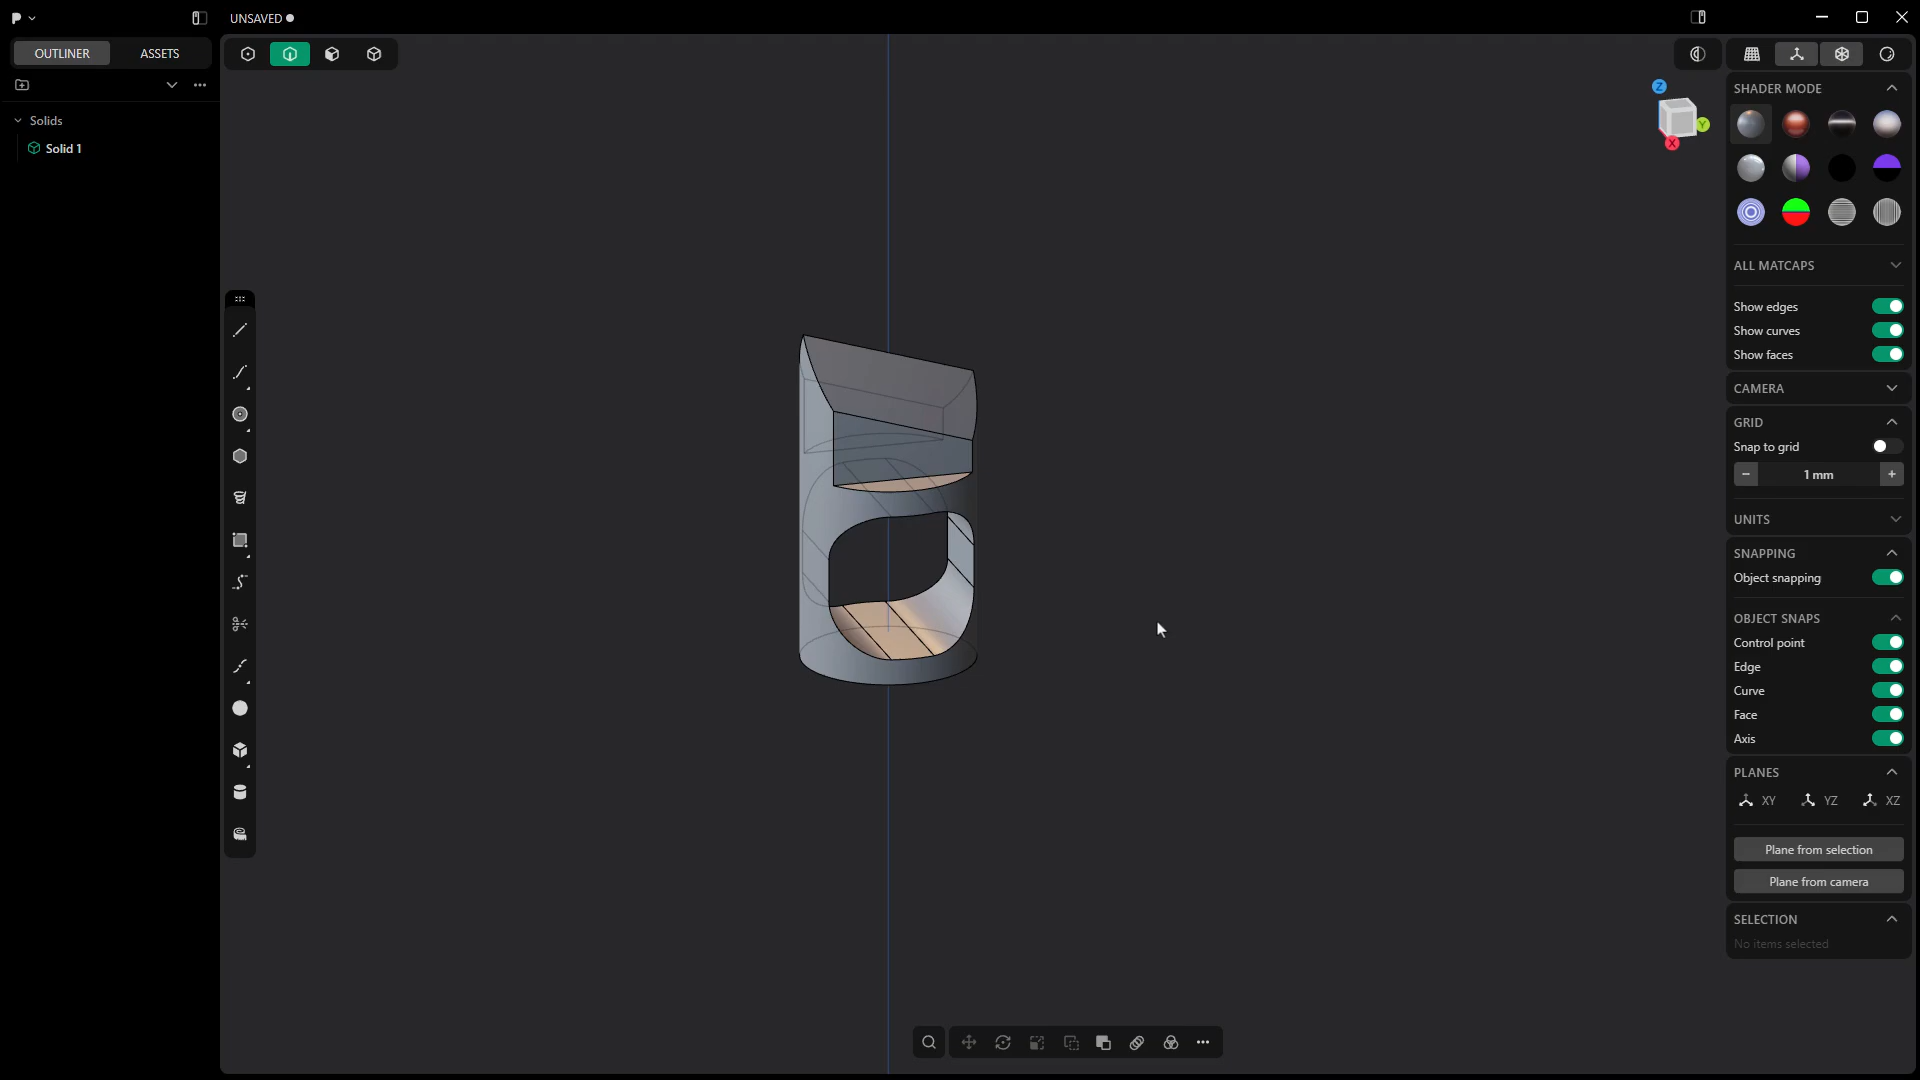 UNSAVED
OUTLINER
ASSETS
Solids
Solid 1
Z
Y
X
SHADER MODE
ALL MATCAPS
Show edges
Show curves
Show faces
CAMERA
GRID
Snap to grid
- 1 mm +
UNITS
SNAPPING
Object snapping
OBJECT SNAPS
Control point
Edge
Curve
Face
Axis
PLANES
XY YZ XZ
Plane from selection
Plane from camera
SELECTION
No items selected